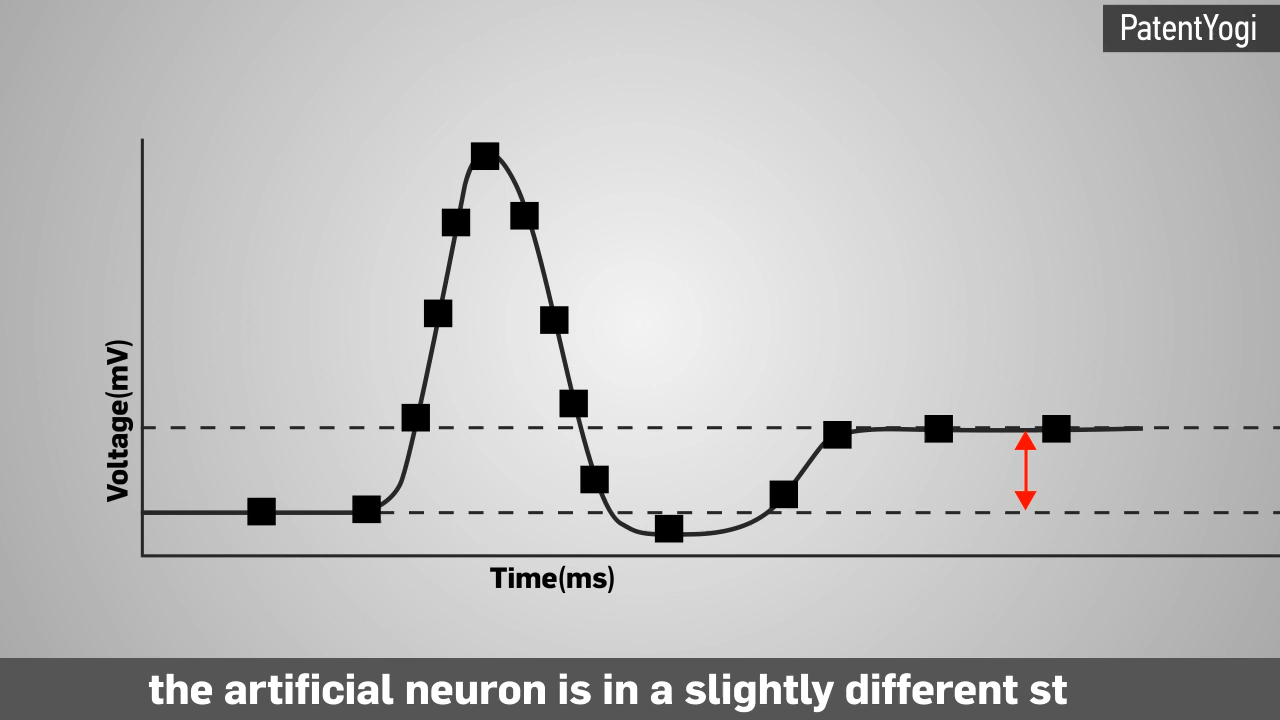 PatentYogi
Voltage(mV)
Time(ms)
the artificial neuron is in a slightly different st